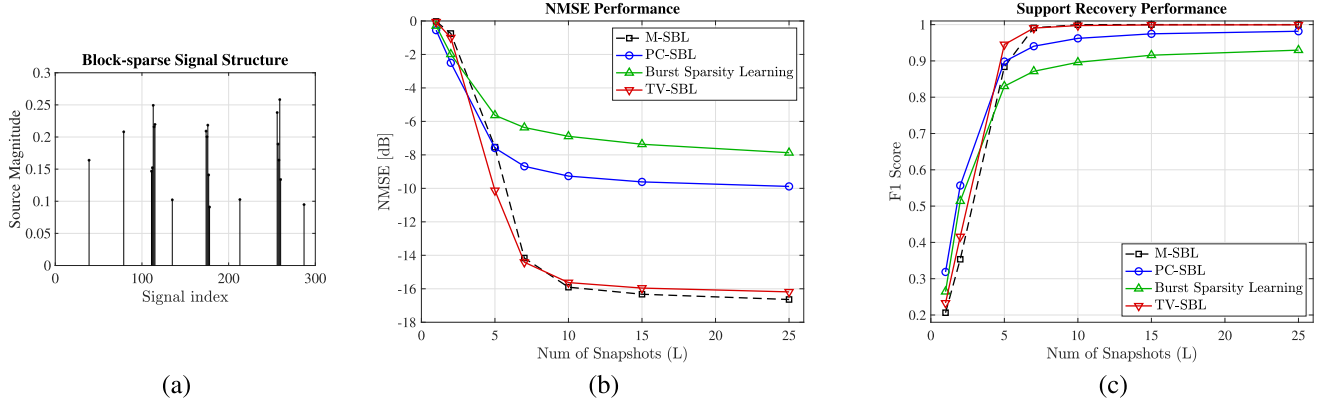 Block-sparse Signal Structure
Source Magnitude
0.3
0.25
0.2
0.15
0.1
0.05
0
0 100 200 300
Signal index
(a)
NMSE Performance
NMSE [dB]
0
-2
-4
-6
-8
-10
-12
-14
-16
-18
M-SBL
PC-SBL
Burst Sparsity Learning
TV-SBL
0 5 10 15 20 25
Num of Snapshots (L)
(b)
Support Recovery Performance
F1 Score
1
0.9
0.8
0.7
0.6
0.5
0.4
0.3
0.2
M-SBL
PC-SBL
Burst Sparsity Learning
TV-SBL
0 5 10 15 20 25
Num of Snapshots (L)
(c)